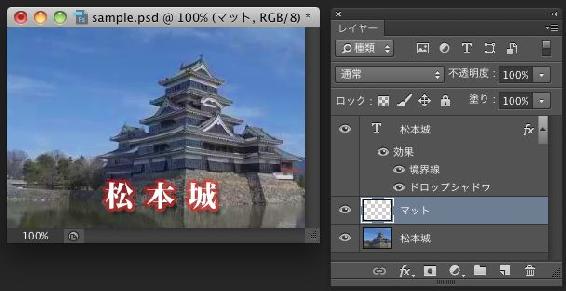 sample.psd @ 100% (マット, RGB/8) *
松本城
100%
レイヤー
種類
通常
不透明度: 100%
ロック: 塗り: 100%
T 松本城 fx
効果
境界線
ドロップシャドウ
マット
松本城
fx.